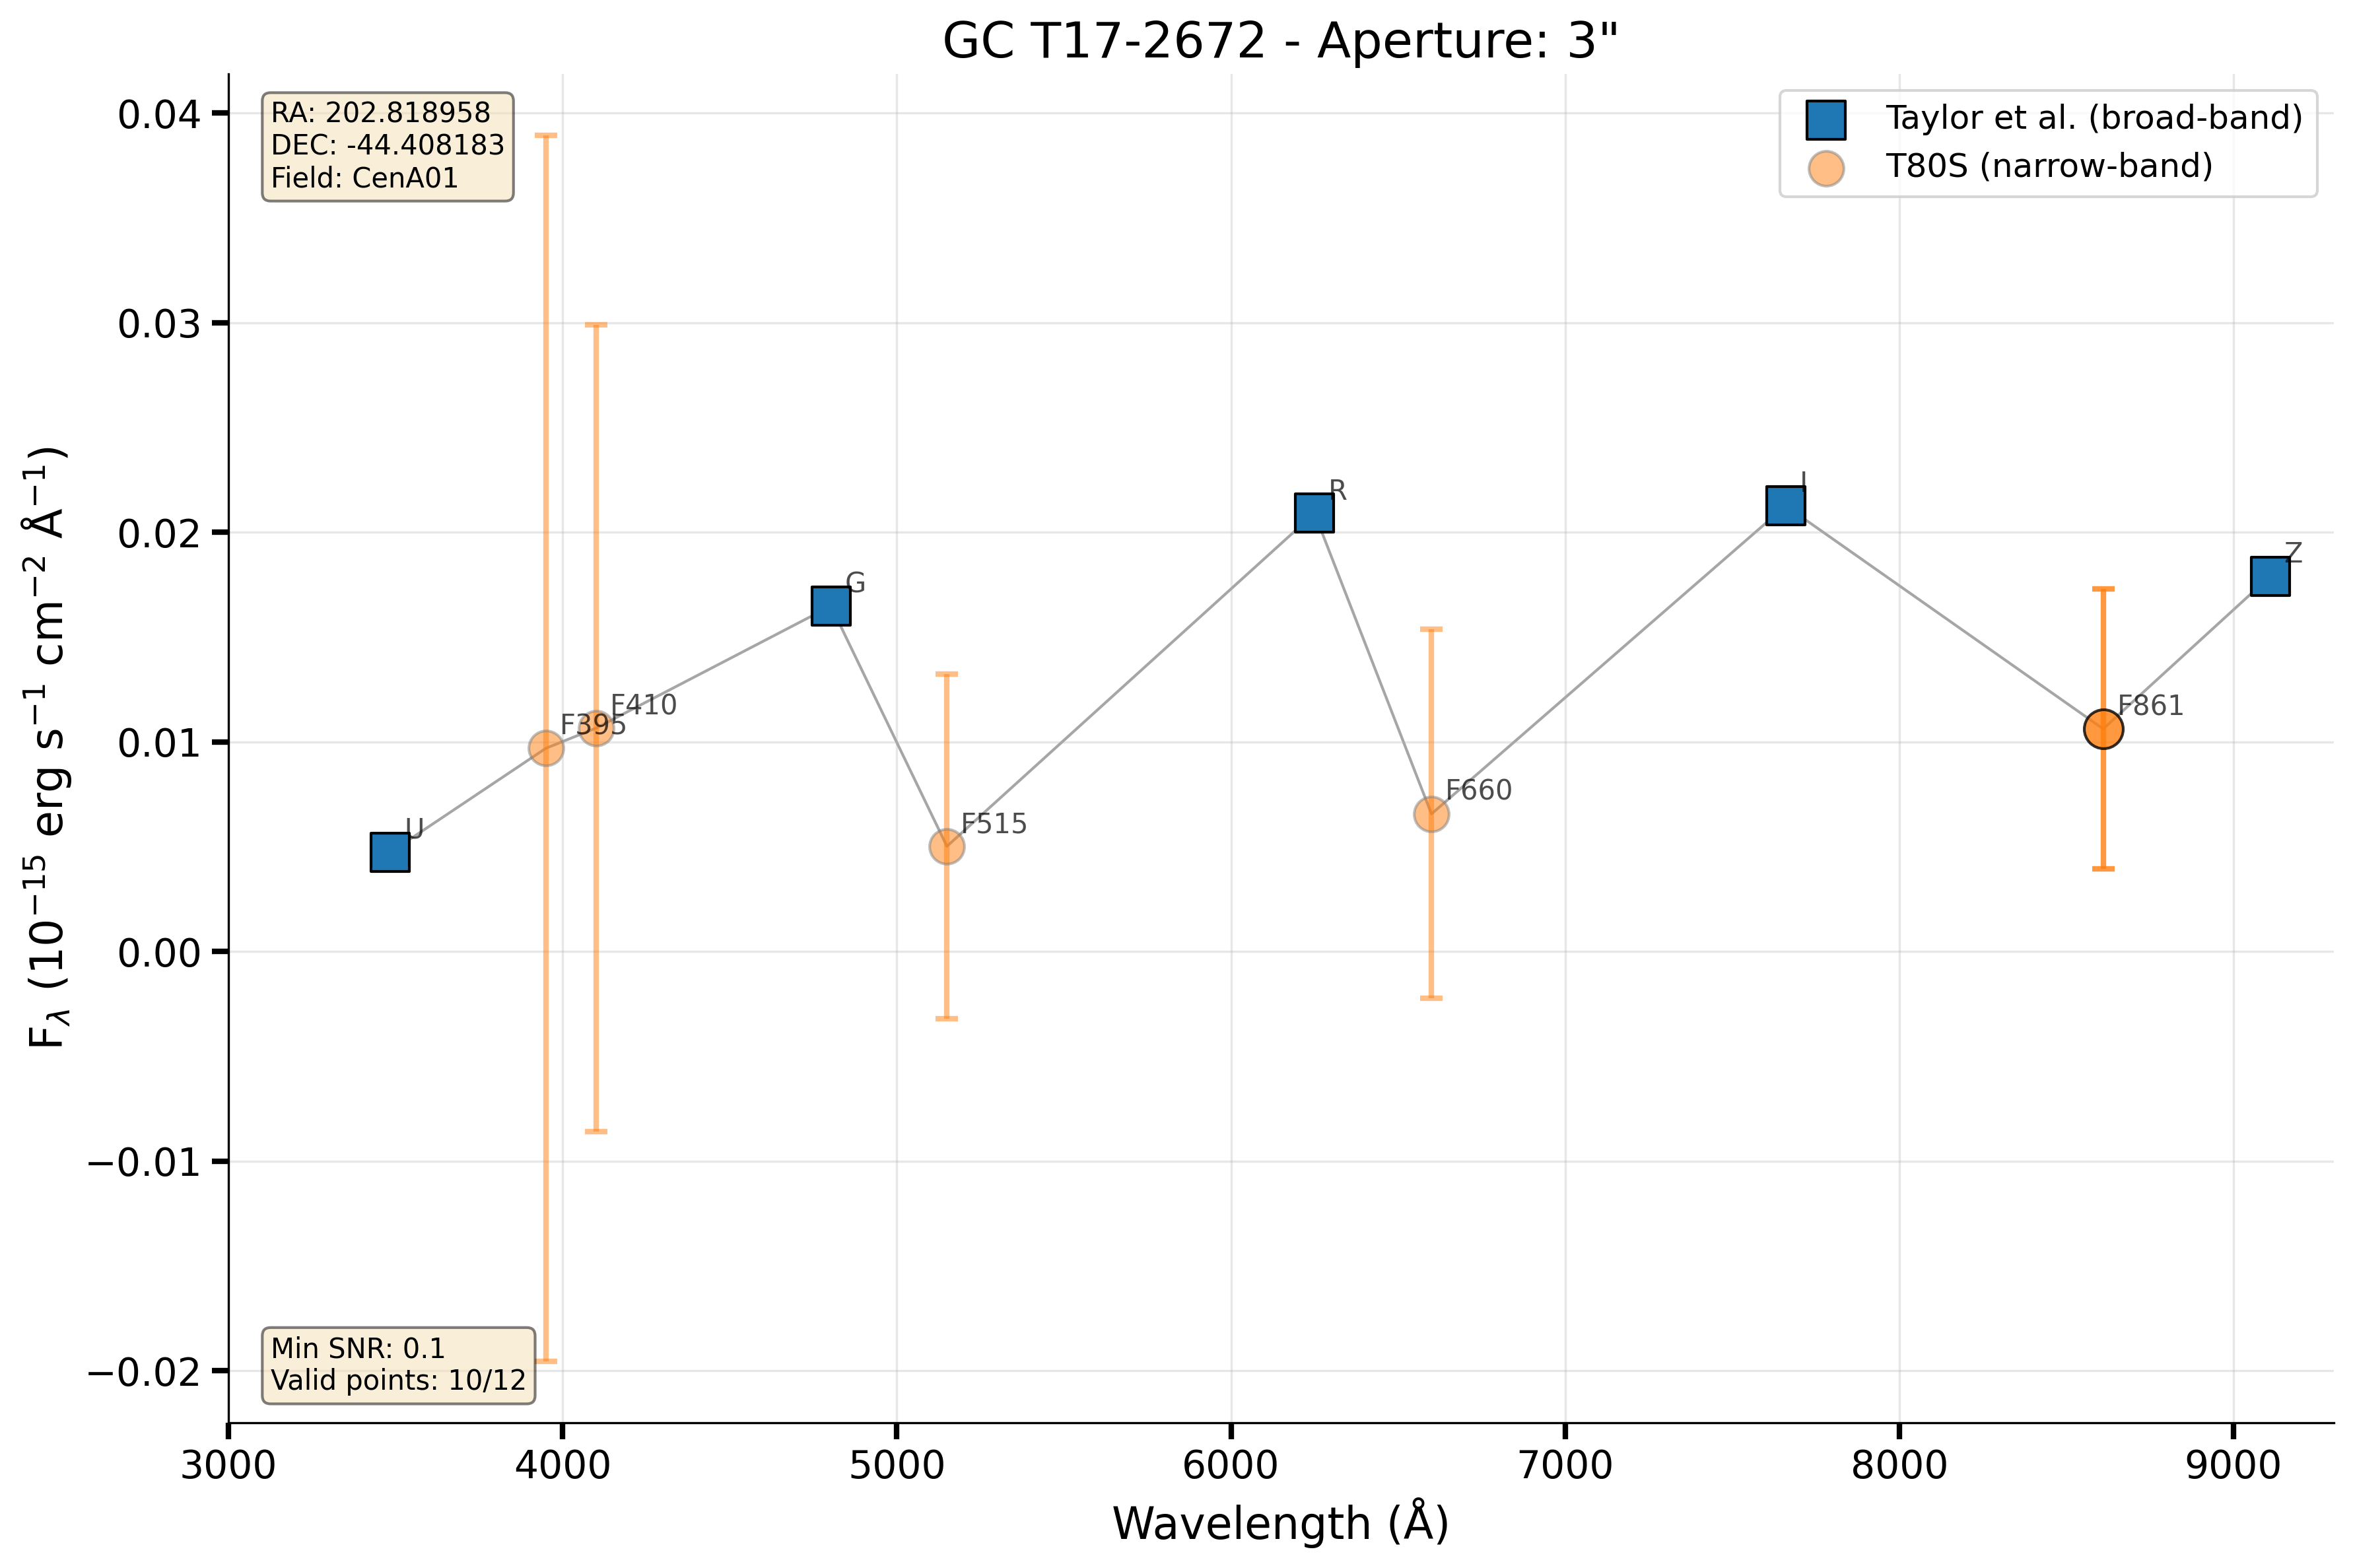 GC T17-2672 - Aperture: 3"
RA: 202.818958
DEC: -44.408183
Field: CenA01
Taylor et al. (broad-band)
T80S (narrow-band)
0.04
0.03
0.02
0.01
0.00
−0.01
−0.02
F_λ (10⁻¹⁵ erg s⁻¹ cm⁻² Å⁻¹)
U
F395
F410
G
F515
R
F660
I
F861
Z
Min SNR: 0.1
Valid points: 10/12
3000
4000
5000
6000
7000
8000
9000
Wavelength (Å)